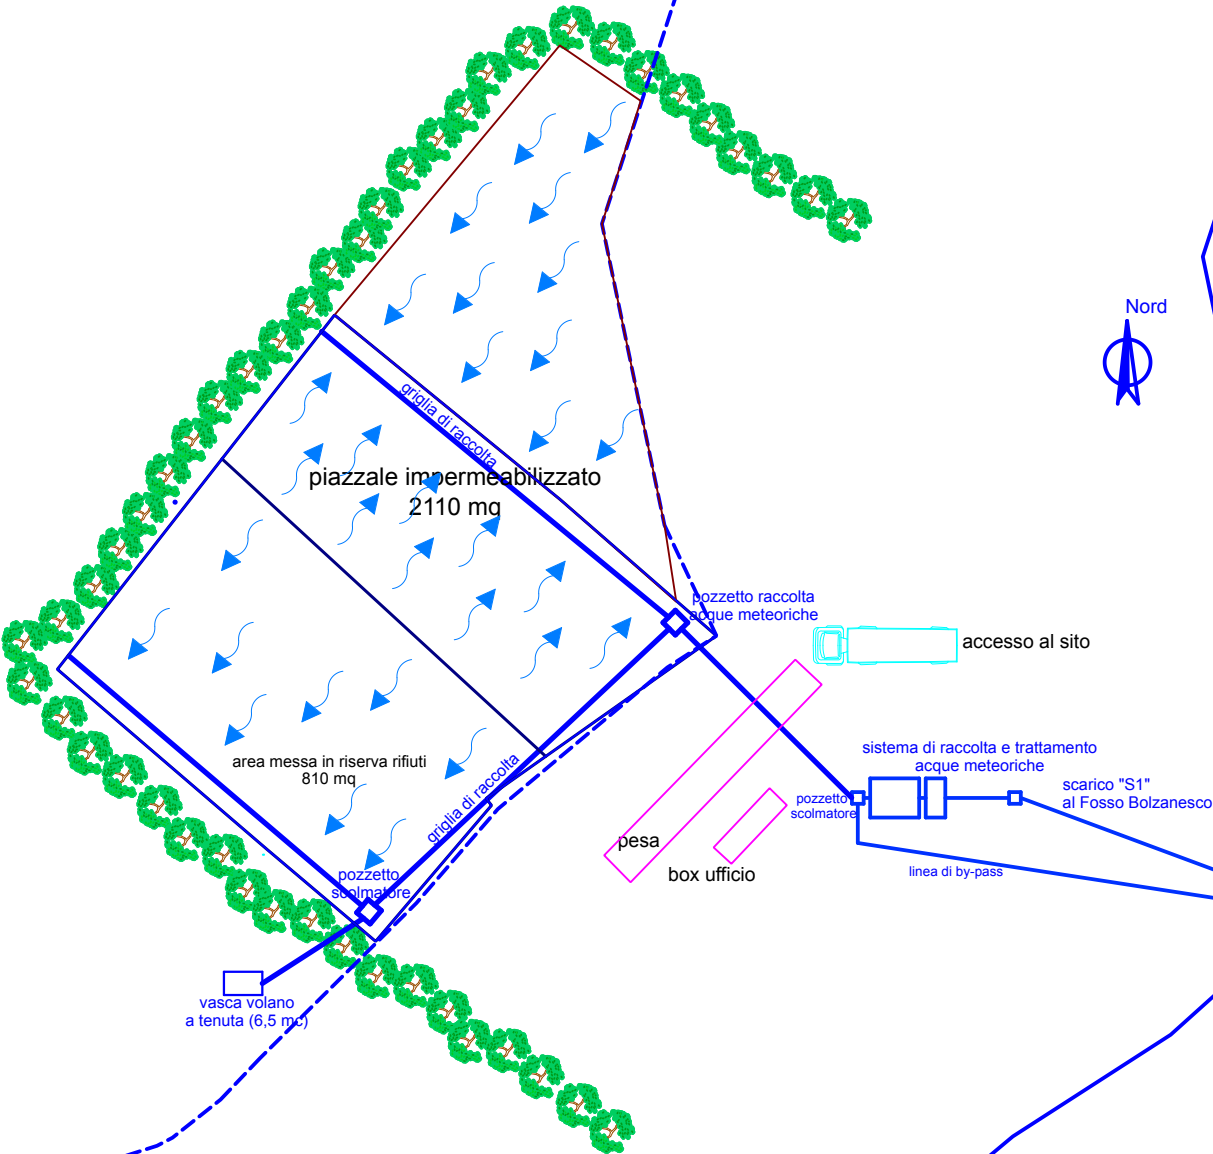 Nord
griglia di raccolta
piazzale impermeabilizzato
2110 mq
pozzetto raccolta
acque meteoriche
accesso al sito
sistema di raccolta e trattamento
acque meteoriche
scarico "S1"
al Fosso Bolzanesco
pozzetto
scolmatore
linea di by-pass
area messa in riserva rifiuti
810 mq
griglia di raccolta
pesa
box ufficio
pozzetto
scolmatore
vasca volano
a tenuta (6,5 mc)